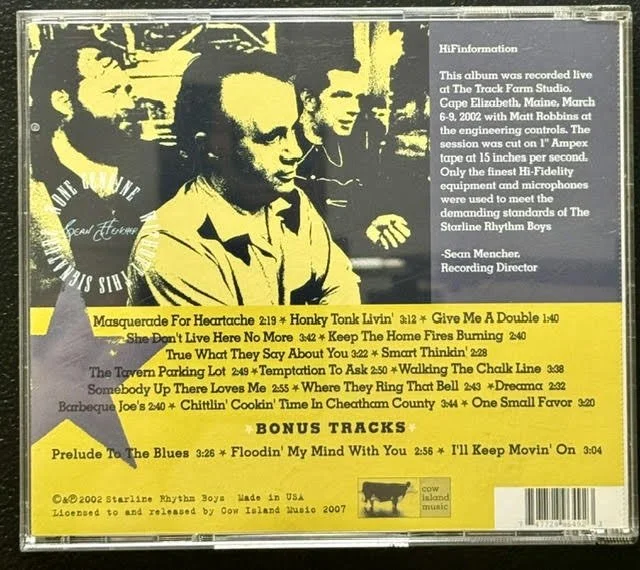 HiFinformation
This album was recorded live
at The Track Farm Studio.
Cape Elizabeth, Maine, March
6-9, 2002 with Matt Robbins at
the engineering controls. The
session was cut on 1" Ampex
tape at 15 inches per second.
Only the finest Hi-Fidelity
equipment and microphones
were used to meet the
demanding standards of The
Starline Rhythm Boys
-Sean Mencher,
Recording Director
NONE GENUINE WITHOUT THIS SIGNATURE
Sean Mencher
Masquerade For Heartache 2:19 * Honky Tonk Livin' 3:12 * Give Me A Double 1:40
She Don't Live Here No More 3:42 * Keep The Home Fires Burning 2:40
True What They Say About You 3:22 * Smart Thinkin' 2:28
The Tavern Parking Lot 2:49 * Temptation To Ask 2:50 * Walking The Chalk Line 3:38
Somebody Up There Loves Me 2:55 * Where They Ring That Bell 2:43 * Dreama 2:32
Barbeque Joe's 2:40 * Chittlin' Cookin' Time In Cheatham County 3:44 * One Small Favor 3:20
* BONUS TRACKS *
Prelude To The Blues 3:26 * Floodin' My Mind With You 2:56 * I'll Keep Movin' On 3:04
©&℗2002 Starline Rhythm Boys Made in USA
Licensed to and released by Cow Island Music 2007
cow
island
music